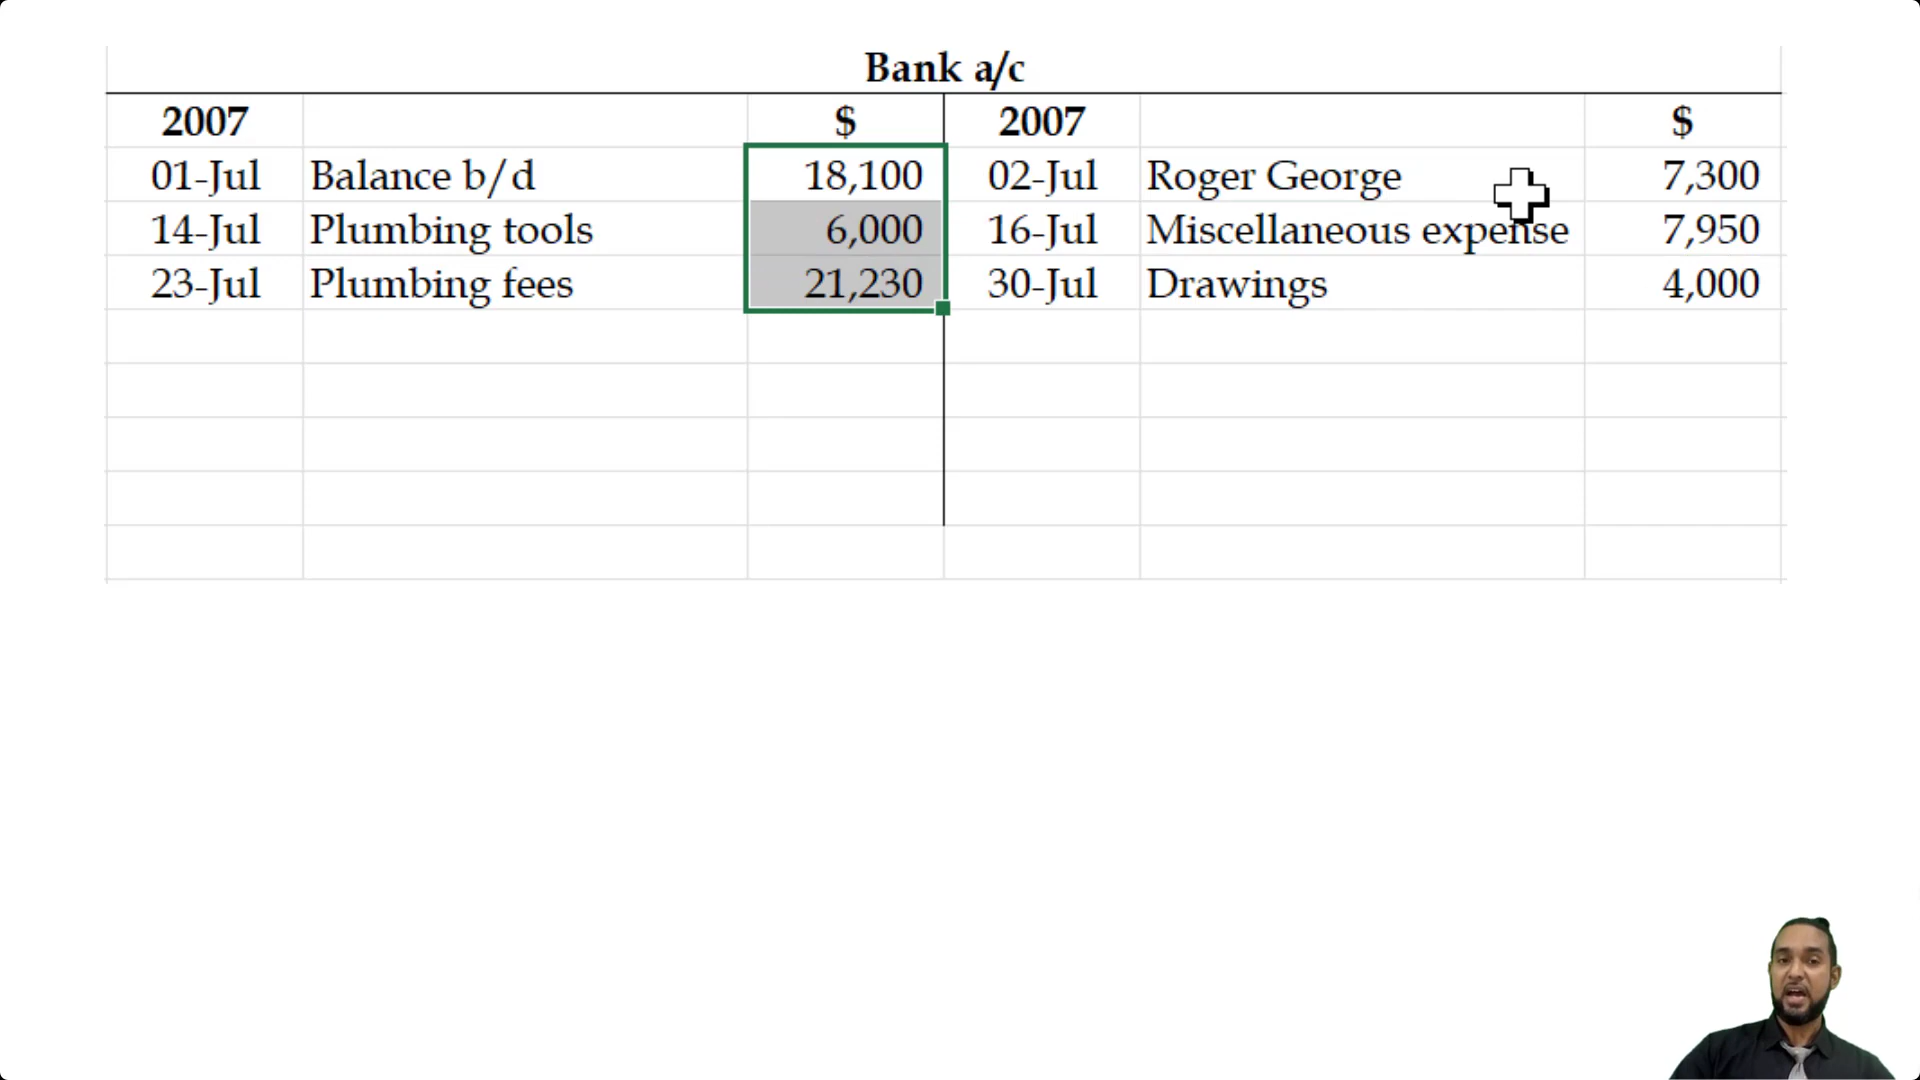 Bank a/c
2007 $ 2007 $
01-Jul Balance b/d 18,100 02-Jul Roger George 7,300
14-Jul Plumbing tools 6,000 16-Jul Miscellaneous expense 7,950
23-Jul Plumbing fees 21,230 30-Jul Drawings 4,000